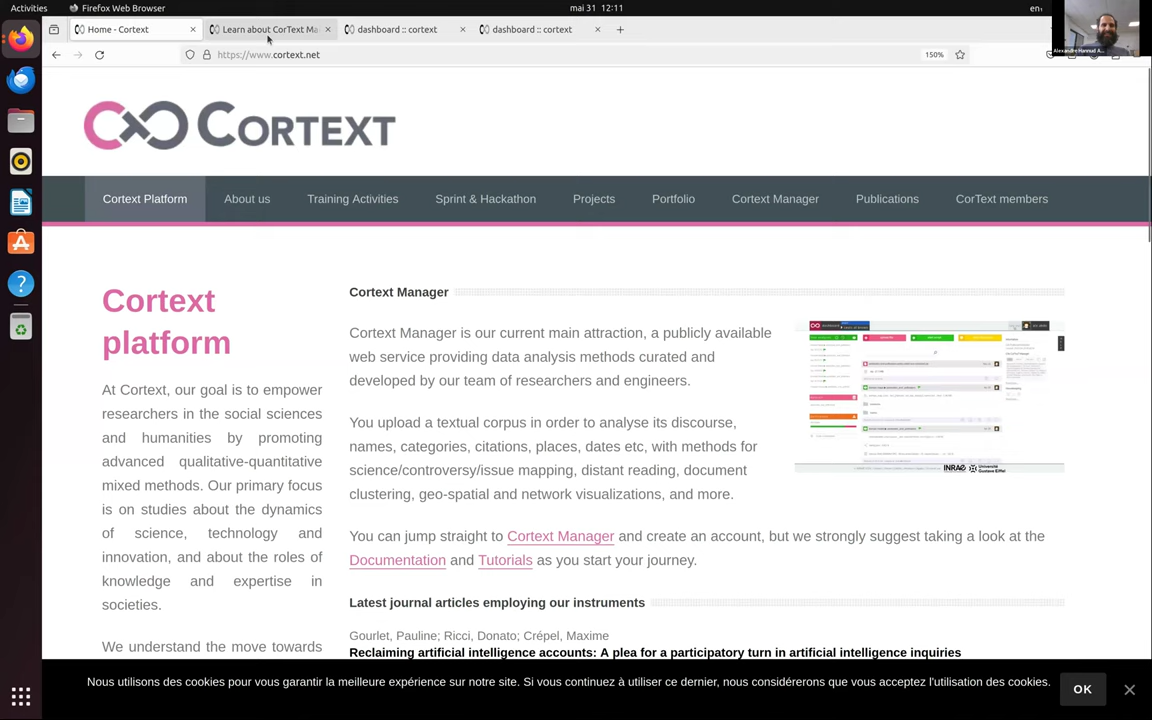 Activities
Firefox Web Browser
mai 31 12:11
en
Home - Cortext
Learn about CorText Ma
dashboard :: cortext
dashboard :: cortext
https://www.cortext.net
150%
CORTEXT
Cortext Platform
About us
Training Activities
Sprint & Hackathon
Projects
Portfolio
Cortext Manager
Publications
CorText members
Cortext
platform
At Cortext, our goal is to empower
researchers in the social sciences
and humanities by promoting
advanced qualitative-quantitative
mixed methods. Our primary focus
is on studies about the dynamics
of science, technology and
innovation, and about the roles of
knowledge and expertise in
societies.
We understand the move towards
Cortext Manager
Cortext Manager is our current main attraction, a publicly available
web service providing data analysis methods curated and
developed by our team of researchers and engineers.
You upload a textual corpus in order to analyse its discourse,
names, categories, citations, places, dates etc, with methods for
science/controversy/issue mapping, distant reading, document
clustering, geo-spatial and network visualizations, and more.
INRAE Université Gustave Eiffel
You can jump straight to Cortext Manager and create an account, but we strongly suggest taking a look at the
Documentation and Tutorials as you start your journey.
Latest journal articles employing our instruments
Gourlet, Pauline; Ricci, Donato; Crépel, Maxime
Reclaiming artificial intelligence accounts: A plea for a participatory turn in artificial intelligence inquiries
Nous utilisons des cookies pour vous garantir la meilleure expérience sur notre site. Si vous continuez à utiliser ce dernier, nous considérerons que vous acceptez l'utilisation des cookies.
OK